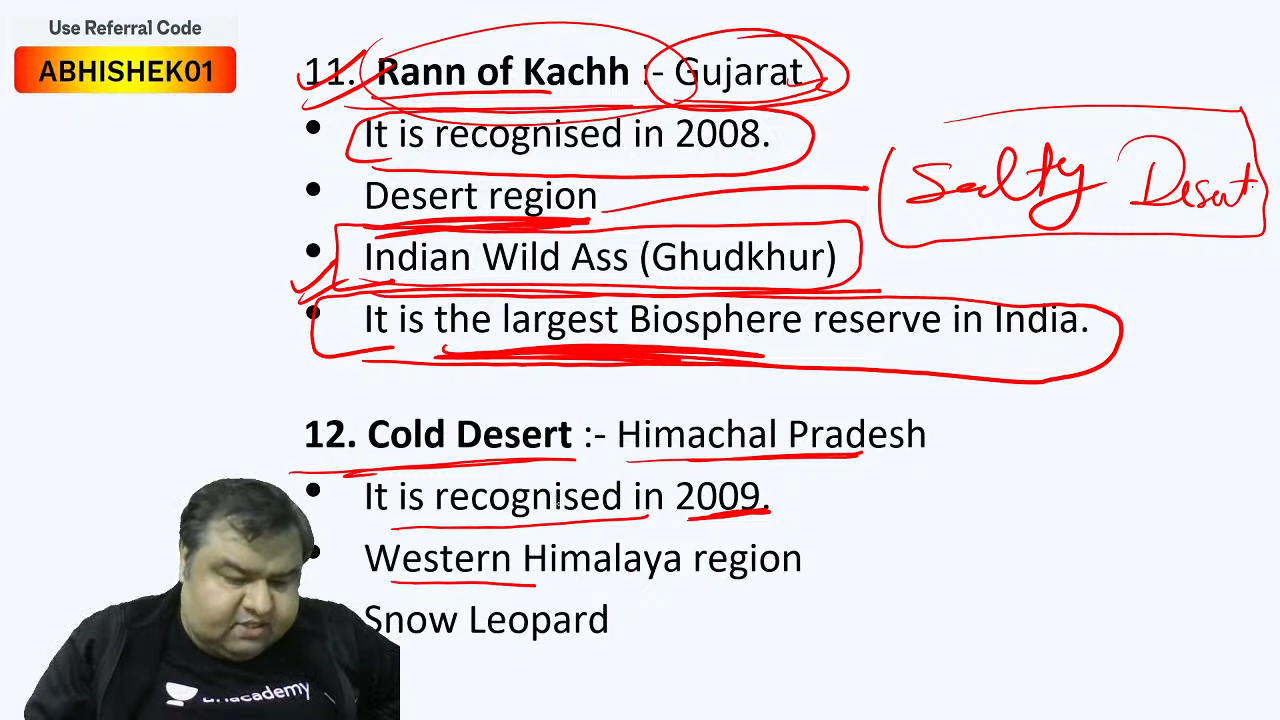 Use Referral Code
ABHISHEK01
11. Rann of Kachh :- Gujarat
• It is recognised in 2008.
• Desert region
Salty Desert
• Indian Wild Ass (Ghudkhur)
• It is the largest Biosphere reserve in India.
12. Cold Desert :- Himachal Pradesh
• It is recognised in 2009.
• Western Himalaya region
Snow Leopard